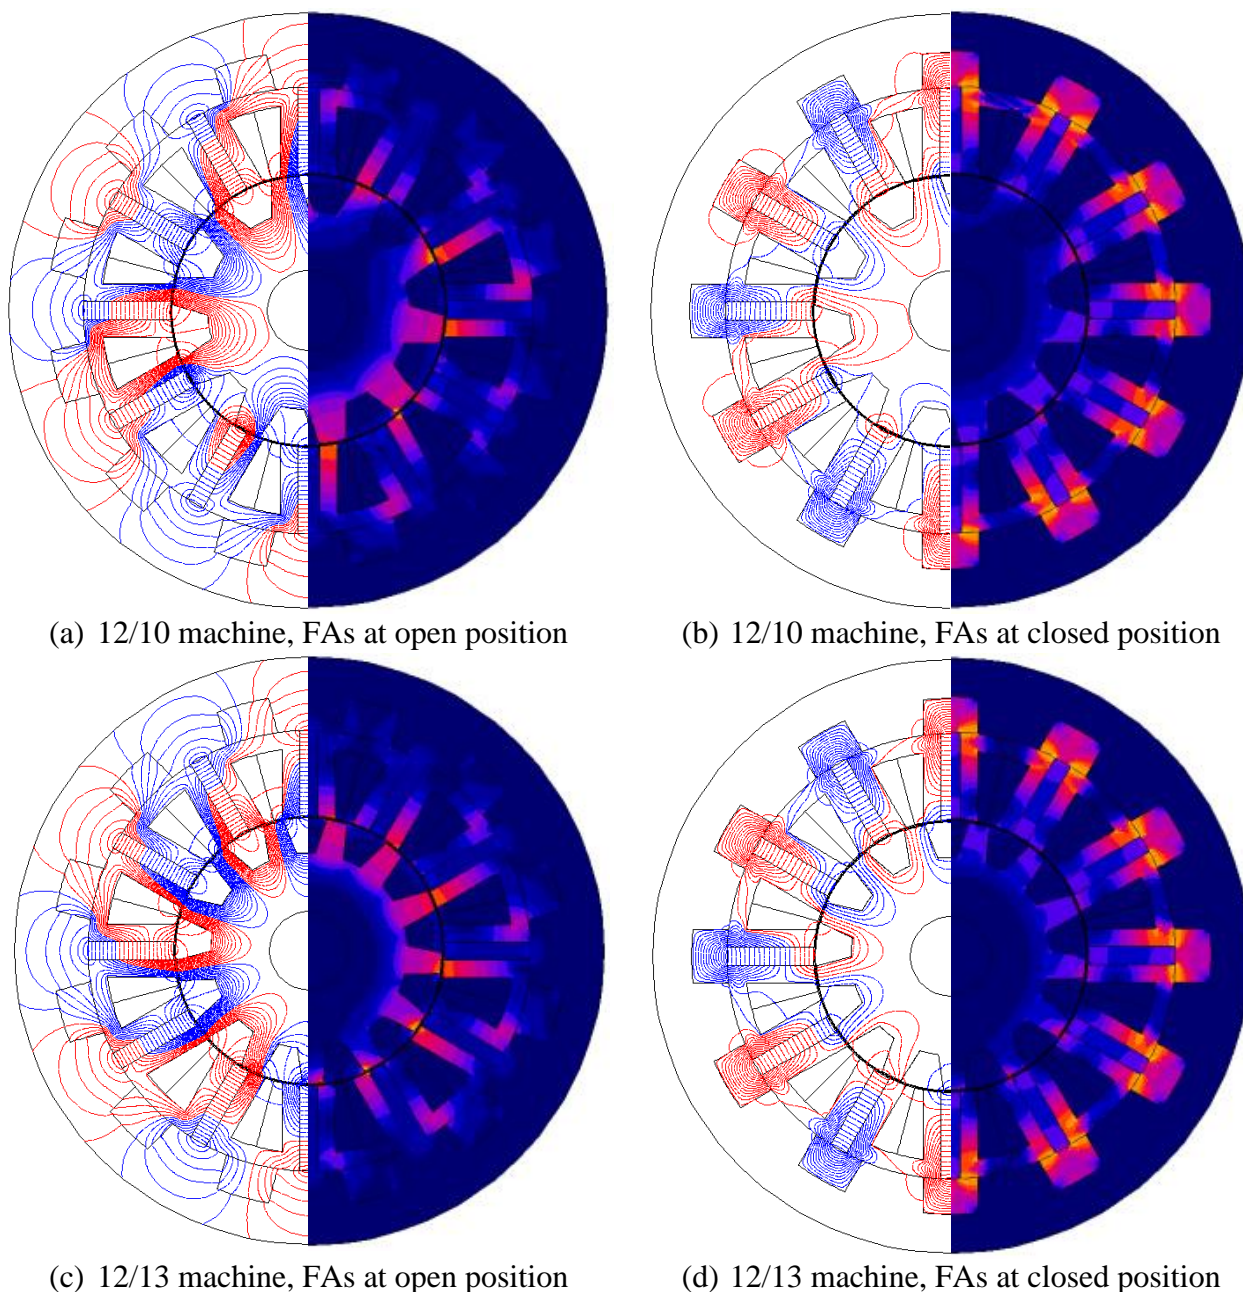 (a) 12/10 machine, FAs at open position
(b) 12/10 machine, FAs at closed position
(c) 12/13 machine, FAs at open position
(d) 12/13 machine, FAs at closed position